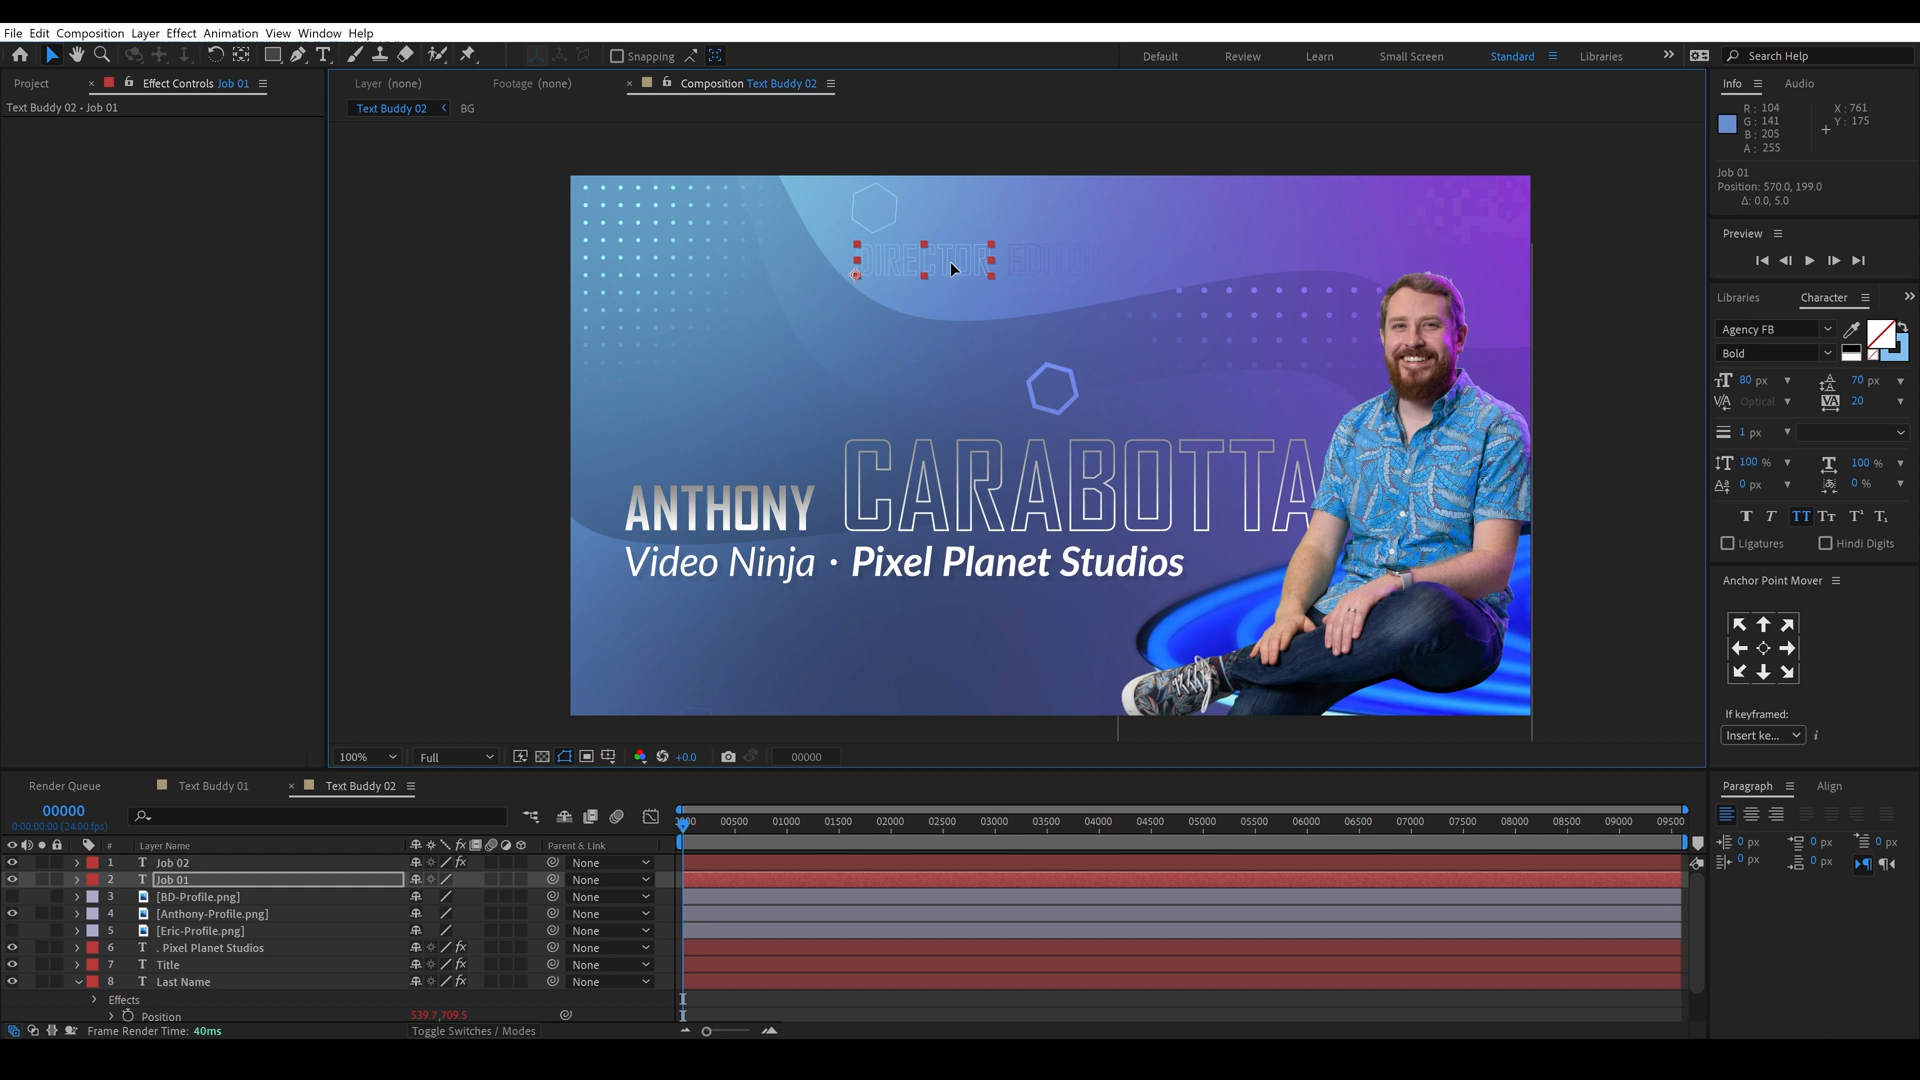 File Edit Composition Layer Effect Animation View Window Help
Snapping
Default Review Learn Small Screen Standard Libraries
Search Help
Project
Effect Controls Job 01
Text Buddy 02 • Job 01
Layer (none)
Footage (none)
Composition Text Buddy 02
Text Buddy 02
BG
DIRECTOR EDITOR
ANTHONY CARABOTTA
Video Ninja · Pixel Planet Studios
100%
Full
+0.0
00000
Info
Audio
R : 104
G : 141
B : 205
A : 255
X : 761
Y : 175
Job 01
Position: 570.0, 199.0
Δ: 0.0, 5.0
Preview
Libraries
Character
Agency FB
Bold
80 px
70 px
Optical
20
1 px
100 %
100 %
0 px
0 %
Ligatures
Hindi Digits
Anchor Point Mover
If keyframed:
Insert ke...
Paragraph
Align
0 px
0 px
0 px
0 px
0 px
Render Queue
Text Buddy 01
Text Buddy 02
00000
0:00:00:00 (24.00 fps)
# Layer Name
Parent & Link
00500 01000 01500 02000 02500 03000 03500 04000 04500 05000 05500 06000 06500 07000 07500 08000 08500 09000 09500
1 Job 02 None
2 Job 01 None
3 [BD-Profile.png] None
4 [Anthony-Profile.png] None
5 [Eric-Profile.png] None
6 . Pixel Planet Studios None
7 Title None
8 Last Name None
Effects
Position 539.7,709.5
Frame Render Time: 40ms
Toggle Switches / Modes